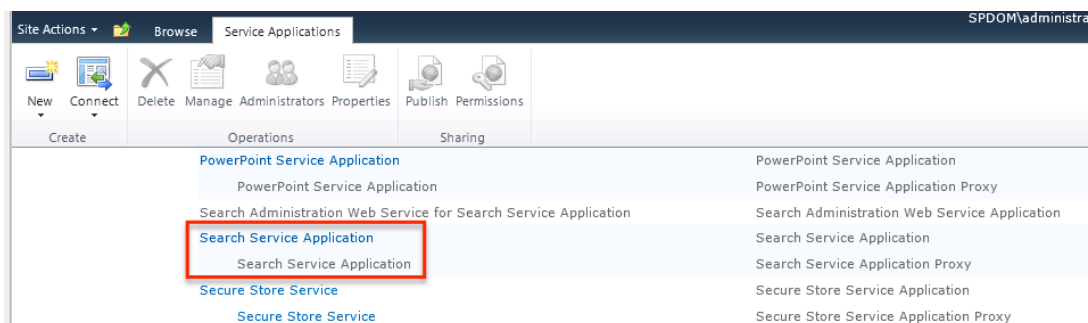 SPDOM\administra
Site Actions Browse Service Applications
New Connect Delete Manage Administrators Properties Publish Permissions
Create Operations Sharing
PowerPoint Service Application PowerPoint Service Application
PowerPoint Service Application PowerPoint Service Application Proxy
Search Administration Web Service for Search Service Application Search Administration Web Service Application
Search Service Application Search Service Application
Search Service Application Search Service Application Proxy
Secure Store Service Secure Store Service Application
Secure Store Service Secure Store Service Application Proxy